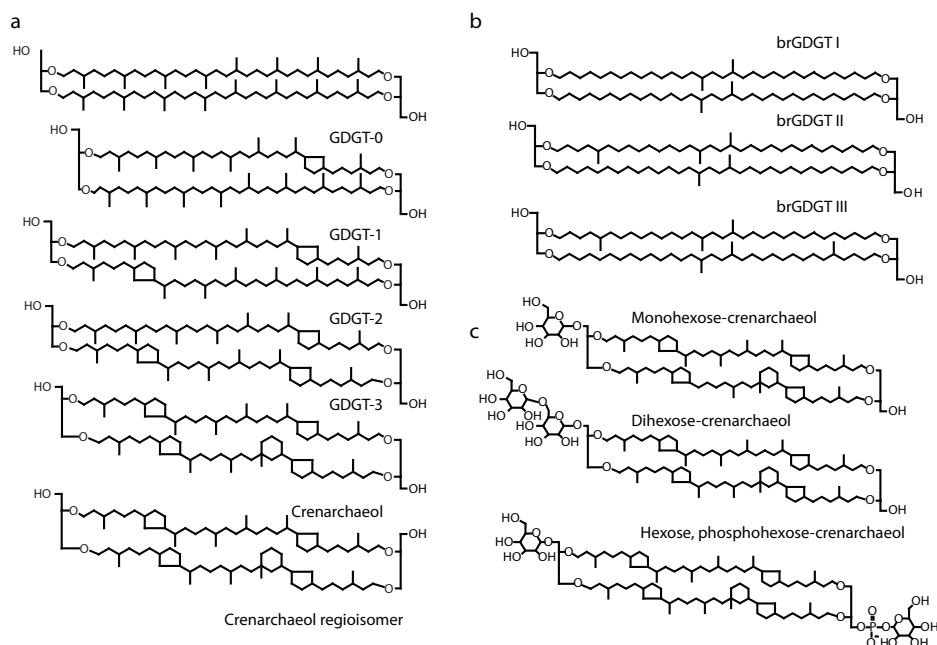 a
HO
O O
O O
OH
GDGT-0
HO
O O
O O
OH
GDGT-1
HO
O O
O O
OH
GDGT-2
HO
O O
O O
OH
GDGT-3
HO
O O
O O
OH
Crenarchaeol
HO
OH
O O
O O
Crenarchaeol regioisomer
b
brGDGT I
HO
O O
O O
OH
brGDGT II
HO
O O
O O
OH
brGDGT III
HO
O O
O O
OH
c
Monohexose-crenarchaeol
HO
O O
HO
HO OH
O O
O O
OH
Dihexose-crenarchaeol
HO
O O
HO
HO OH
O O
HO
HO OH
O O
O O
OH
Hexose, phosphohexose-crenarchaeol
HO
O O
HO
HO OH
O O
O O
O
O P O O
O-
OH
OH
HO OH